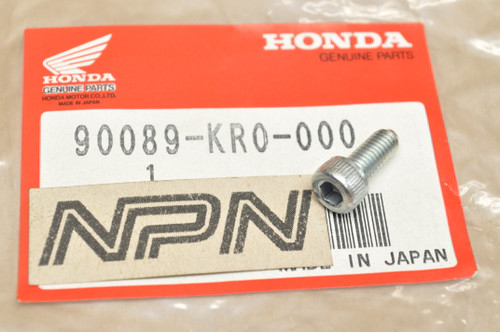 HONDA
GENUINE PARTS
HONDA MOTOR CO.,LTD.
MADE IN JAPAN
HONDA
GENUINE PARTS
90089-KR0-000
1
NPN
MADE IN JAPAN